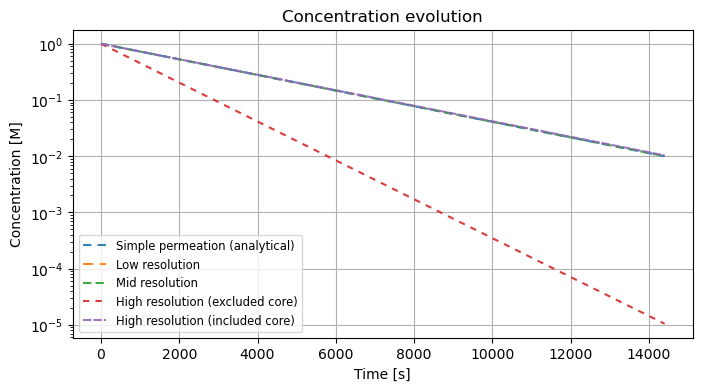 Concentration evolution
Concentration [M]
10⁰
10⁻¹
10⁻²
10⁻³
10⁻⁴
10⁻⁵
Simple permeation (analytical)
Low resolution
Mid resolution
High resolution (excluded core)
High resolution (included core)
0 2000 4000 6000 8000 10000 12000 14000
Time [s]